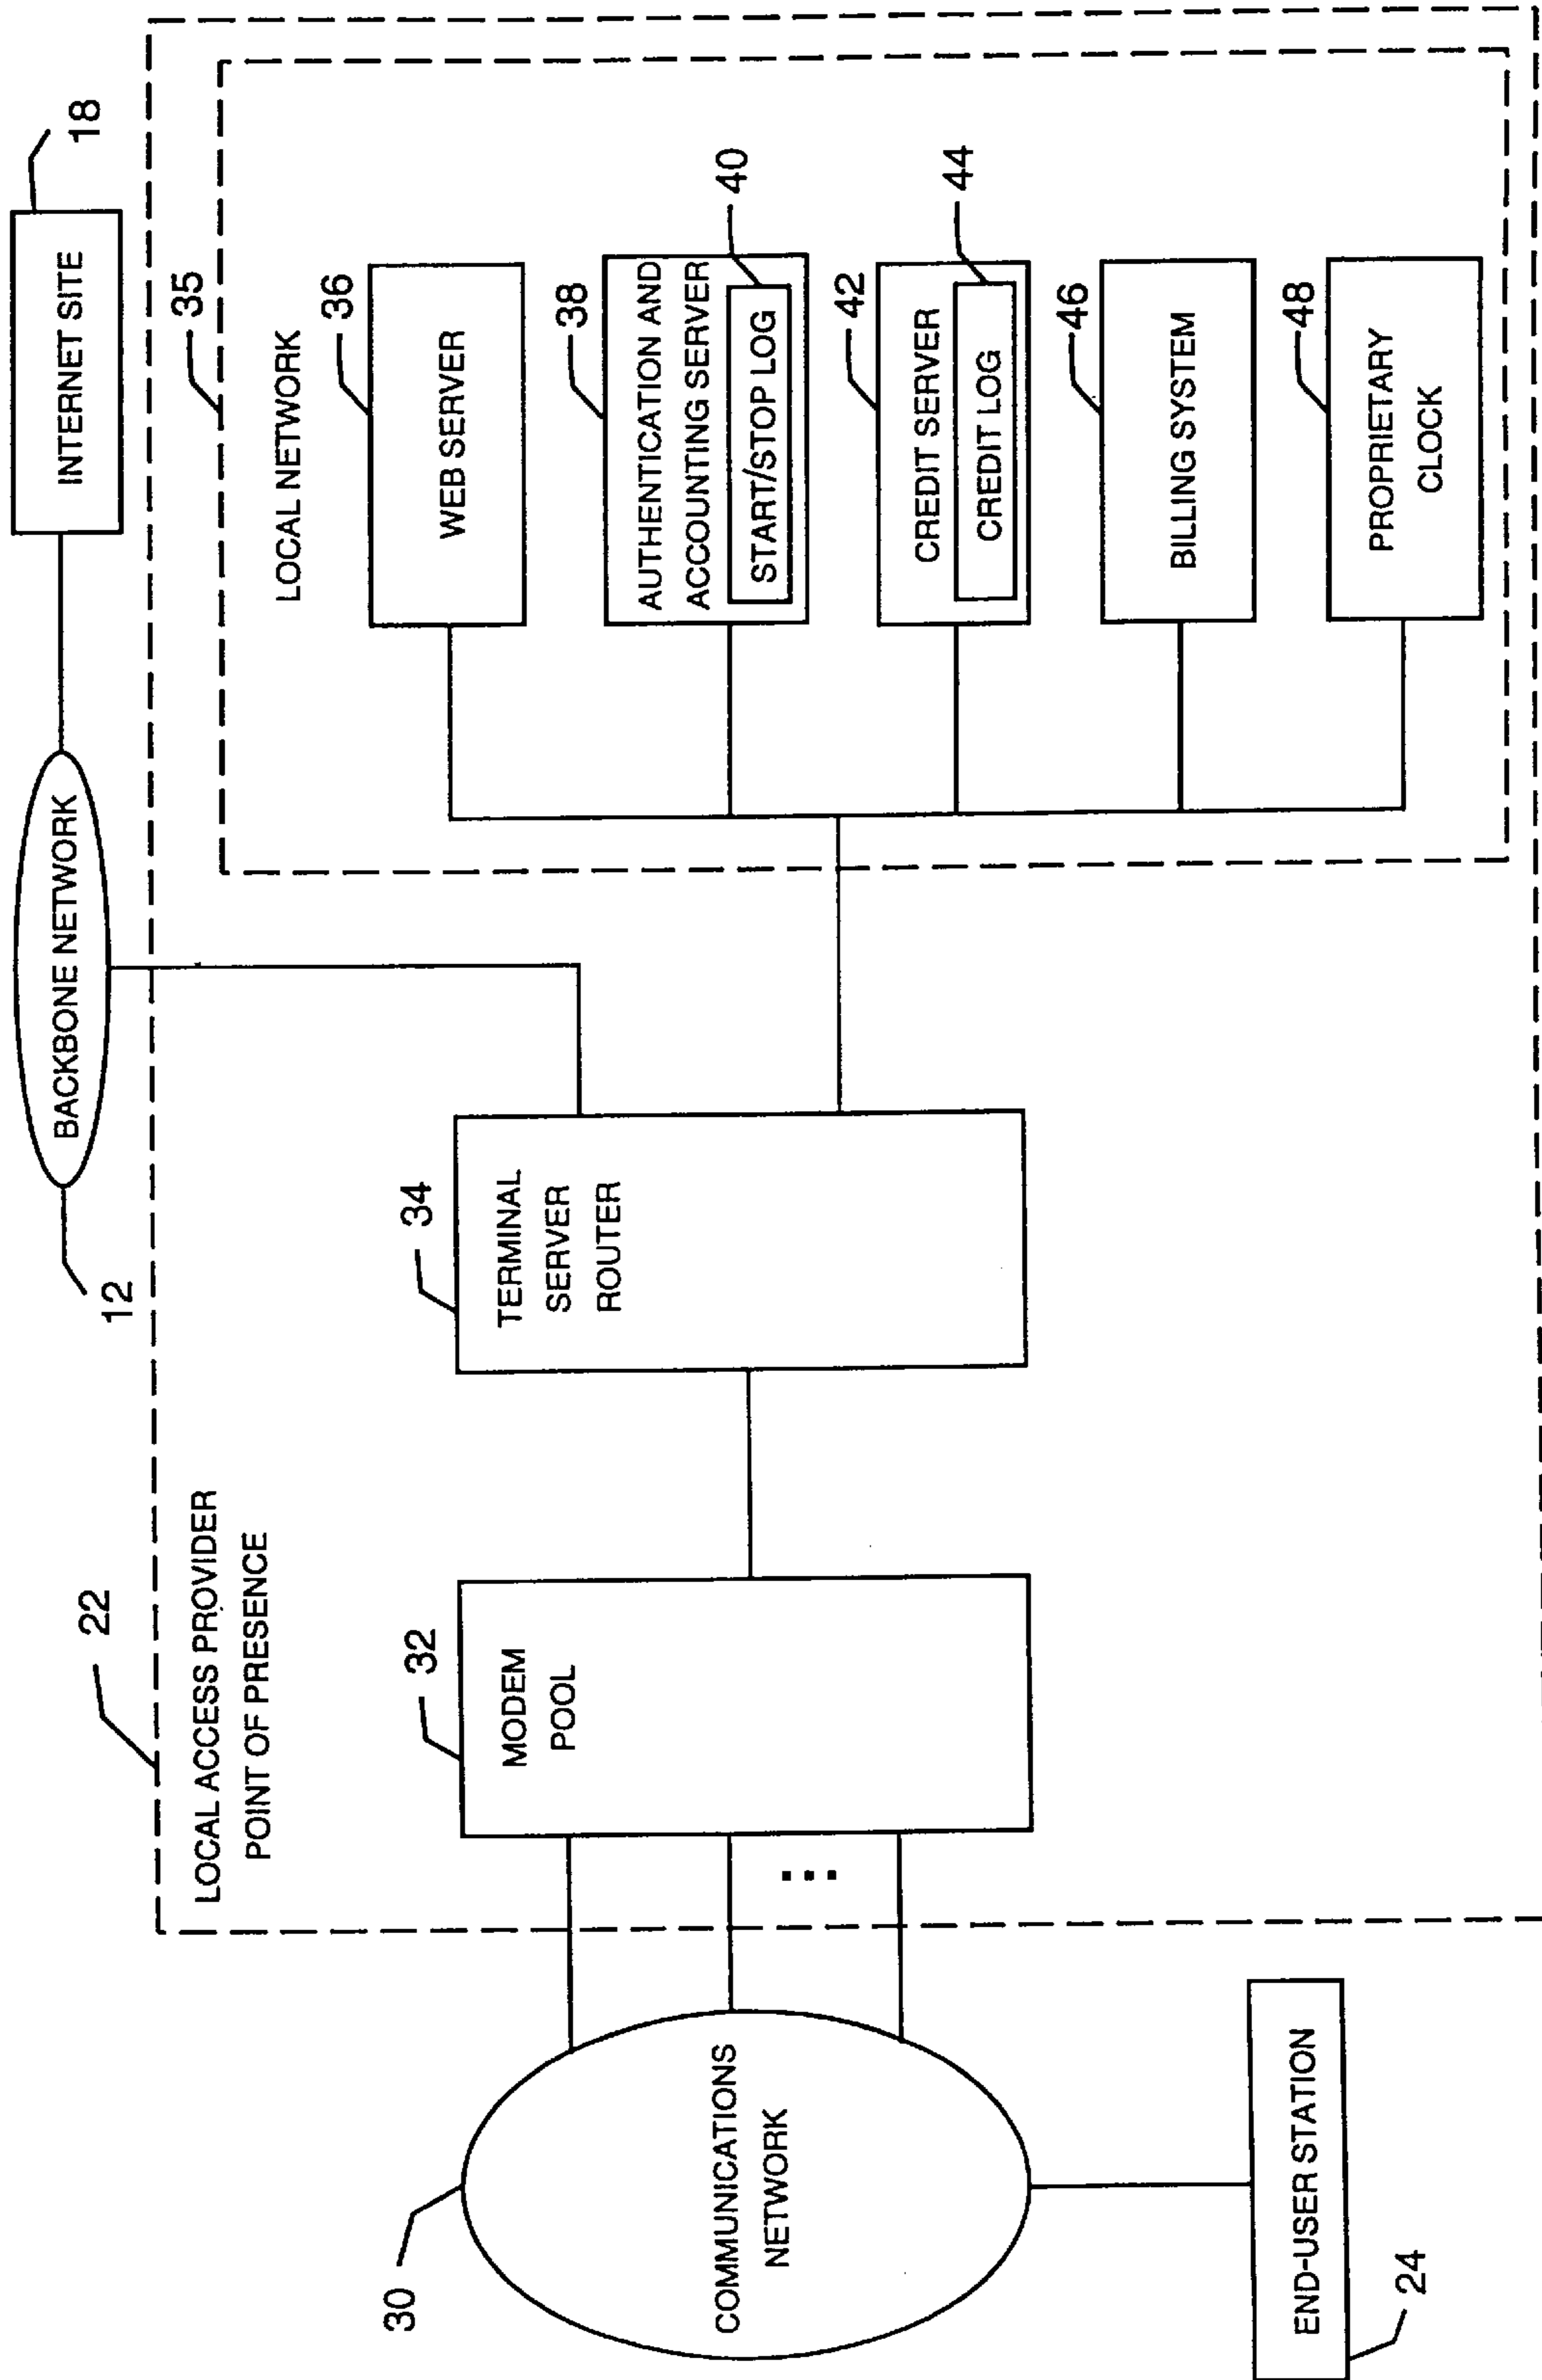 12
BACKBONE NETWORK
INTERNET SITE
18
22
LOCAL ACCESS PROVIDER
POINT OF PRESENCE
35
LOCAL NETWORK
30
COMMUNICATIONS
NETWORK
END-USER STATION
24
32
MODEM
POOL
34
TERMINAL
SERVER
ROUTER
36
WEB SERVER
38
AUTHENTICATION AND
ACCOUNTING SERVER
START/STOP LOG
40
42
CREDIT SERVER
CREDIT LOG
44
46
BILLING SYSTEM
48
PROPRIETARY
CLOCK